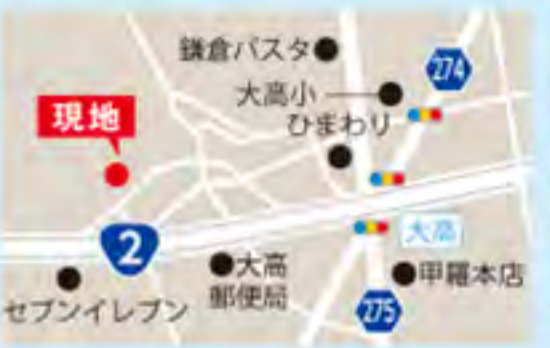 鎌倉パスタ
274
大高小
ひまわり
現地
2
大高
大高
郵便局
甲羅本店
セブンイレブン
275